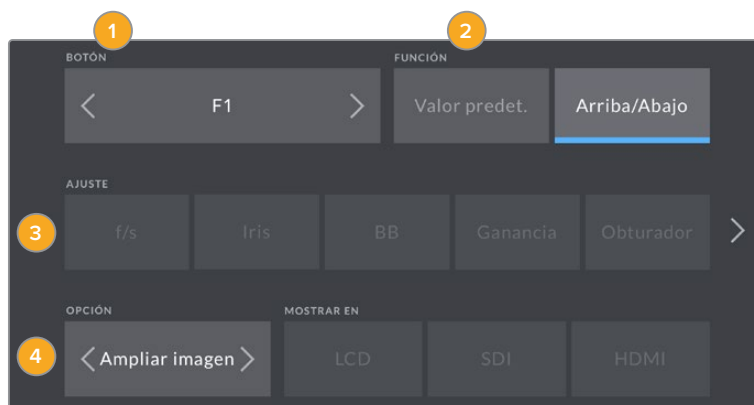 1 2
BOTÓN FUNCIÓN
F1 Valor predet. Arriba/Abajo
AJUSTE
3 f/s Iris BB Ganancia Obturador
OPCIÓN MOSTRAR EN
4 Ampliar imagen LCD SDI HDMI